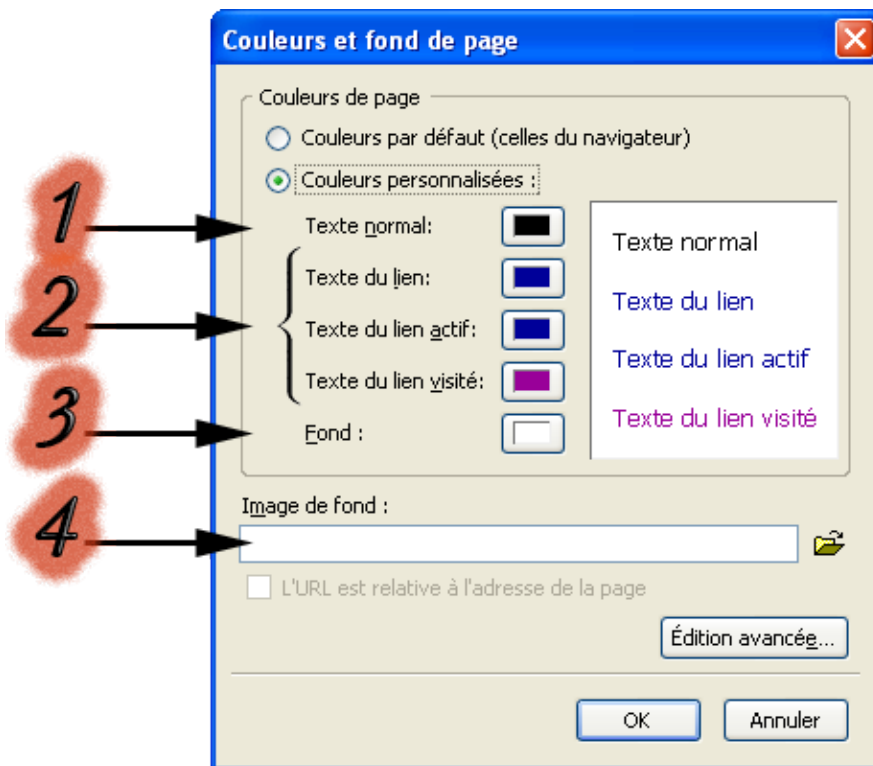 Couleurs et fond de page
Couleurs de page
Couleurs par défaut (celles du navigateur)
Couleurs personnalisées :
1
Texte normal:
Texte normal
2
Texte du lien:
Texte du lien
Texte du lien actif:
Texte du lien actif
Texte du lien visité:
Texte du lien visité
3
Fond :
4
Image de fond :
L'URL est relative à l'adresse de la page
Édition avancée...
OK
Annuler